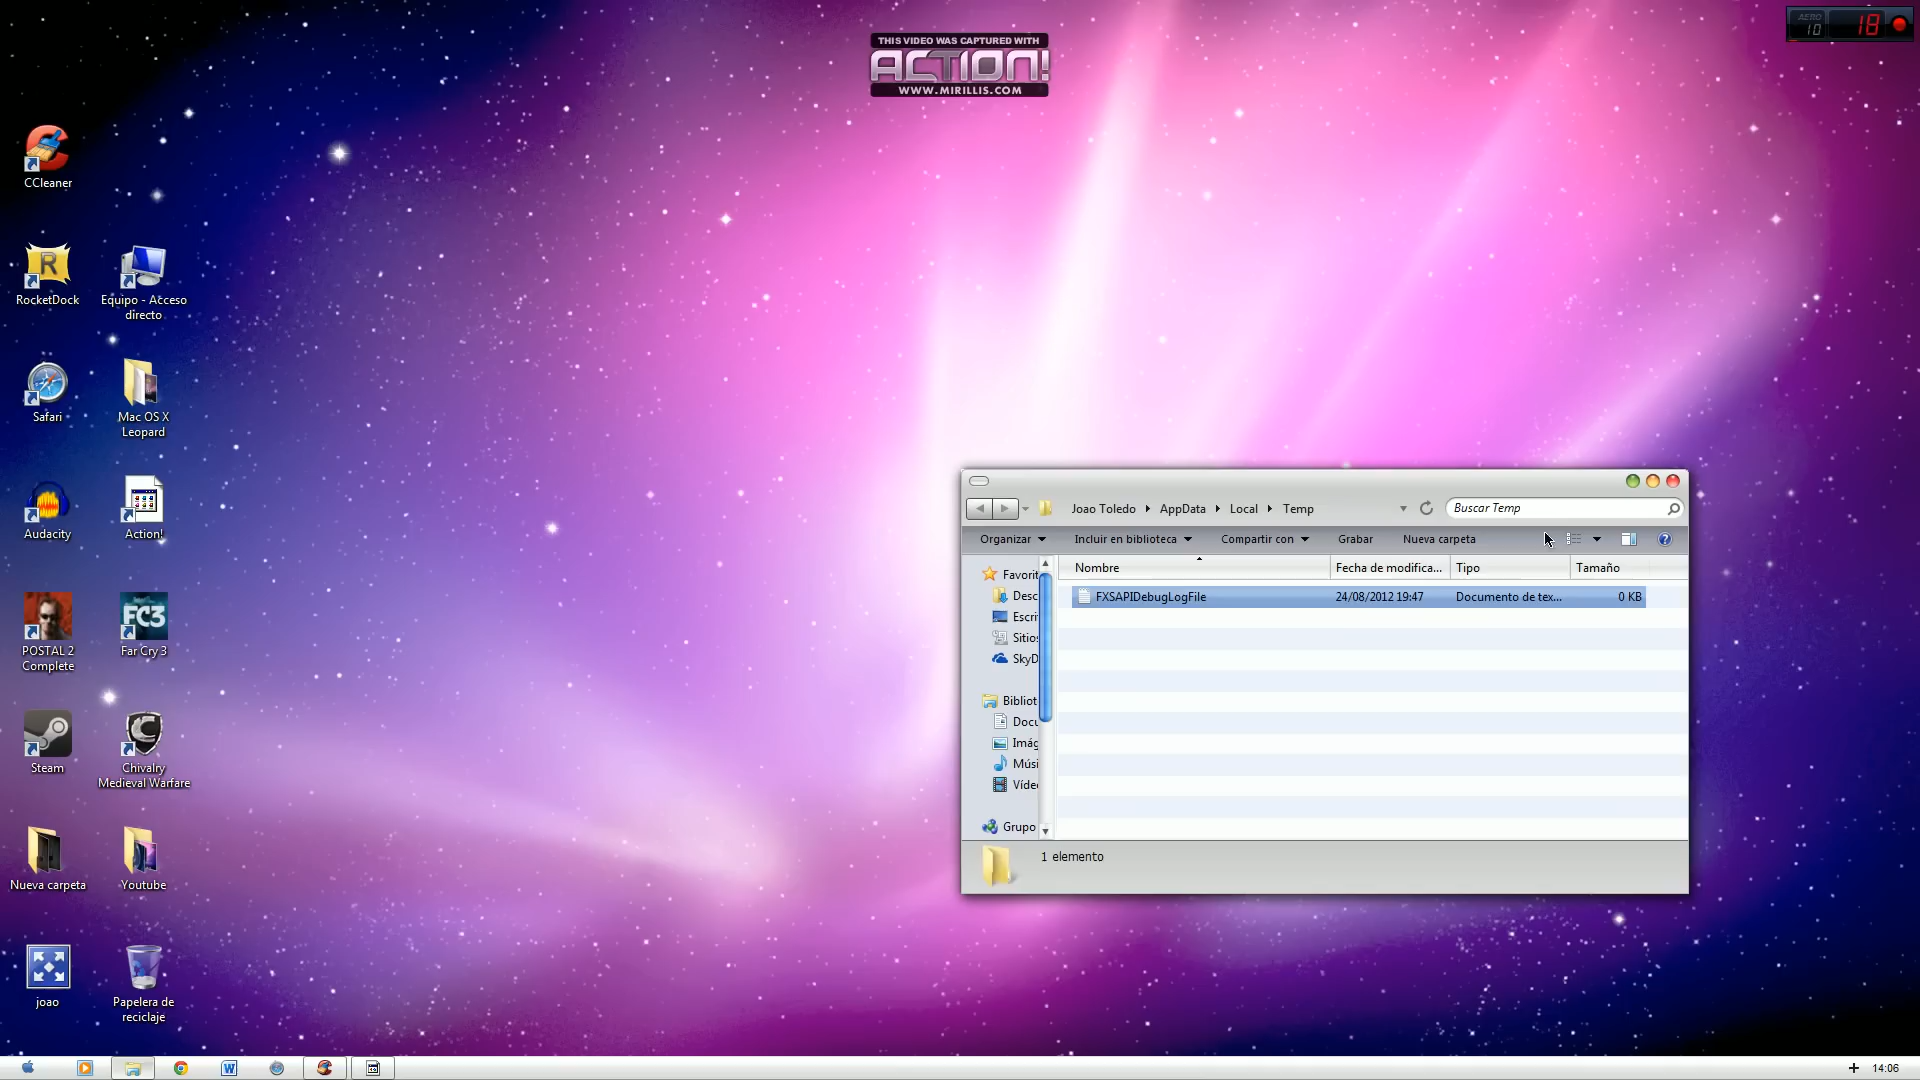 THIS VIDEO WAS CAPTURED WITH
ACTION!
WWW.MIRILLIS.COM
AERO
10
18
CCleaner
RocketDock
Equipo - Acceso
directo
Safari
Mac OS X
Leopard
Audacity
Action!
POSTAL 2
Complete
FC3
Far Cry 3
Steam
Chivalry
Medieval Warfare
Nueva carpeta
Youtube
joao
Papelera de
reciclaje
Joao Toledo
AppData
Local
Temp
Buscar Temp
Organizar
Incluir en biblioteca
Compartir con
Grabar
Nueva carpeta
Nombre
Fecha de modifica...
Tipo
Tamaño
FXSAPIDebugLogFile
24/08/2012 19:47
Documento de tex...
0 KB
Favorit
Desc
Escri
Sitios
SkyD
Bibliot
Docu
Imág
Músi
Víde
Grupo
1 elemento
14:06